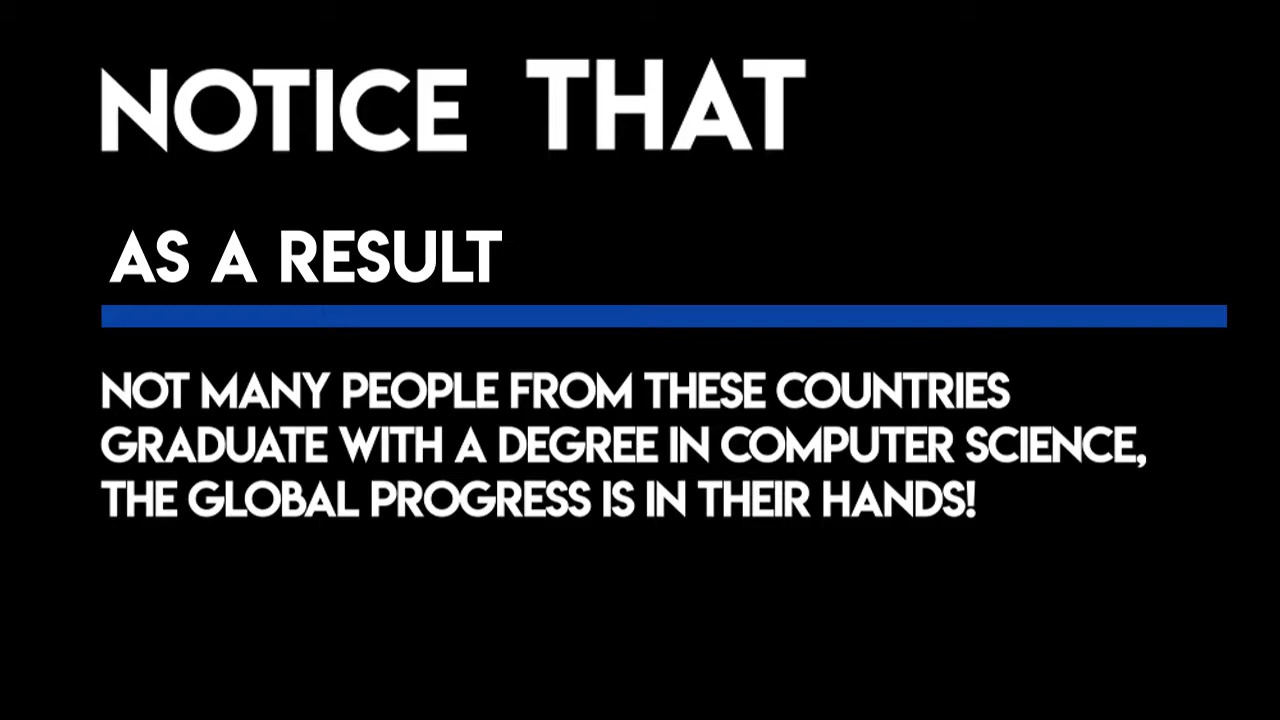 NOTICE THAT
AS A RESULT
NOT MANY PEOPLE FROM THESE COUNTRIES
GRADUATE WITH A DEGREE IN COMPUTER SCIENCE,
THE GLOBAL PROGRESS IS IN THEIR HANDS!